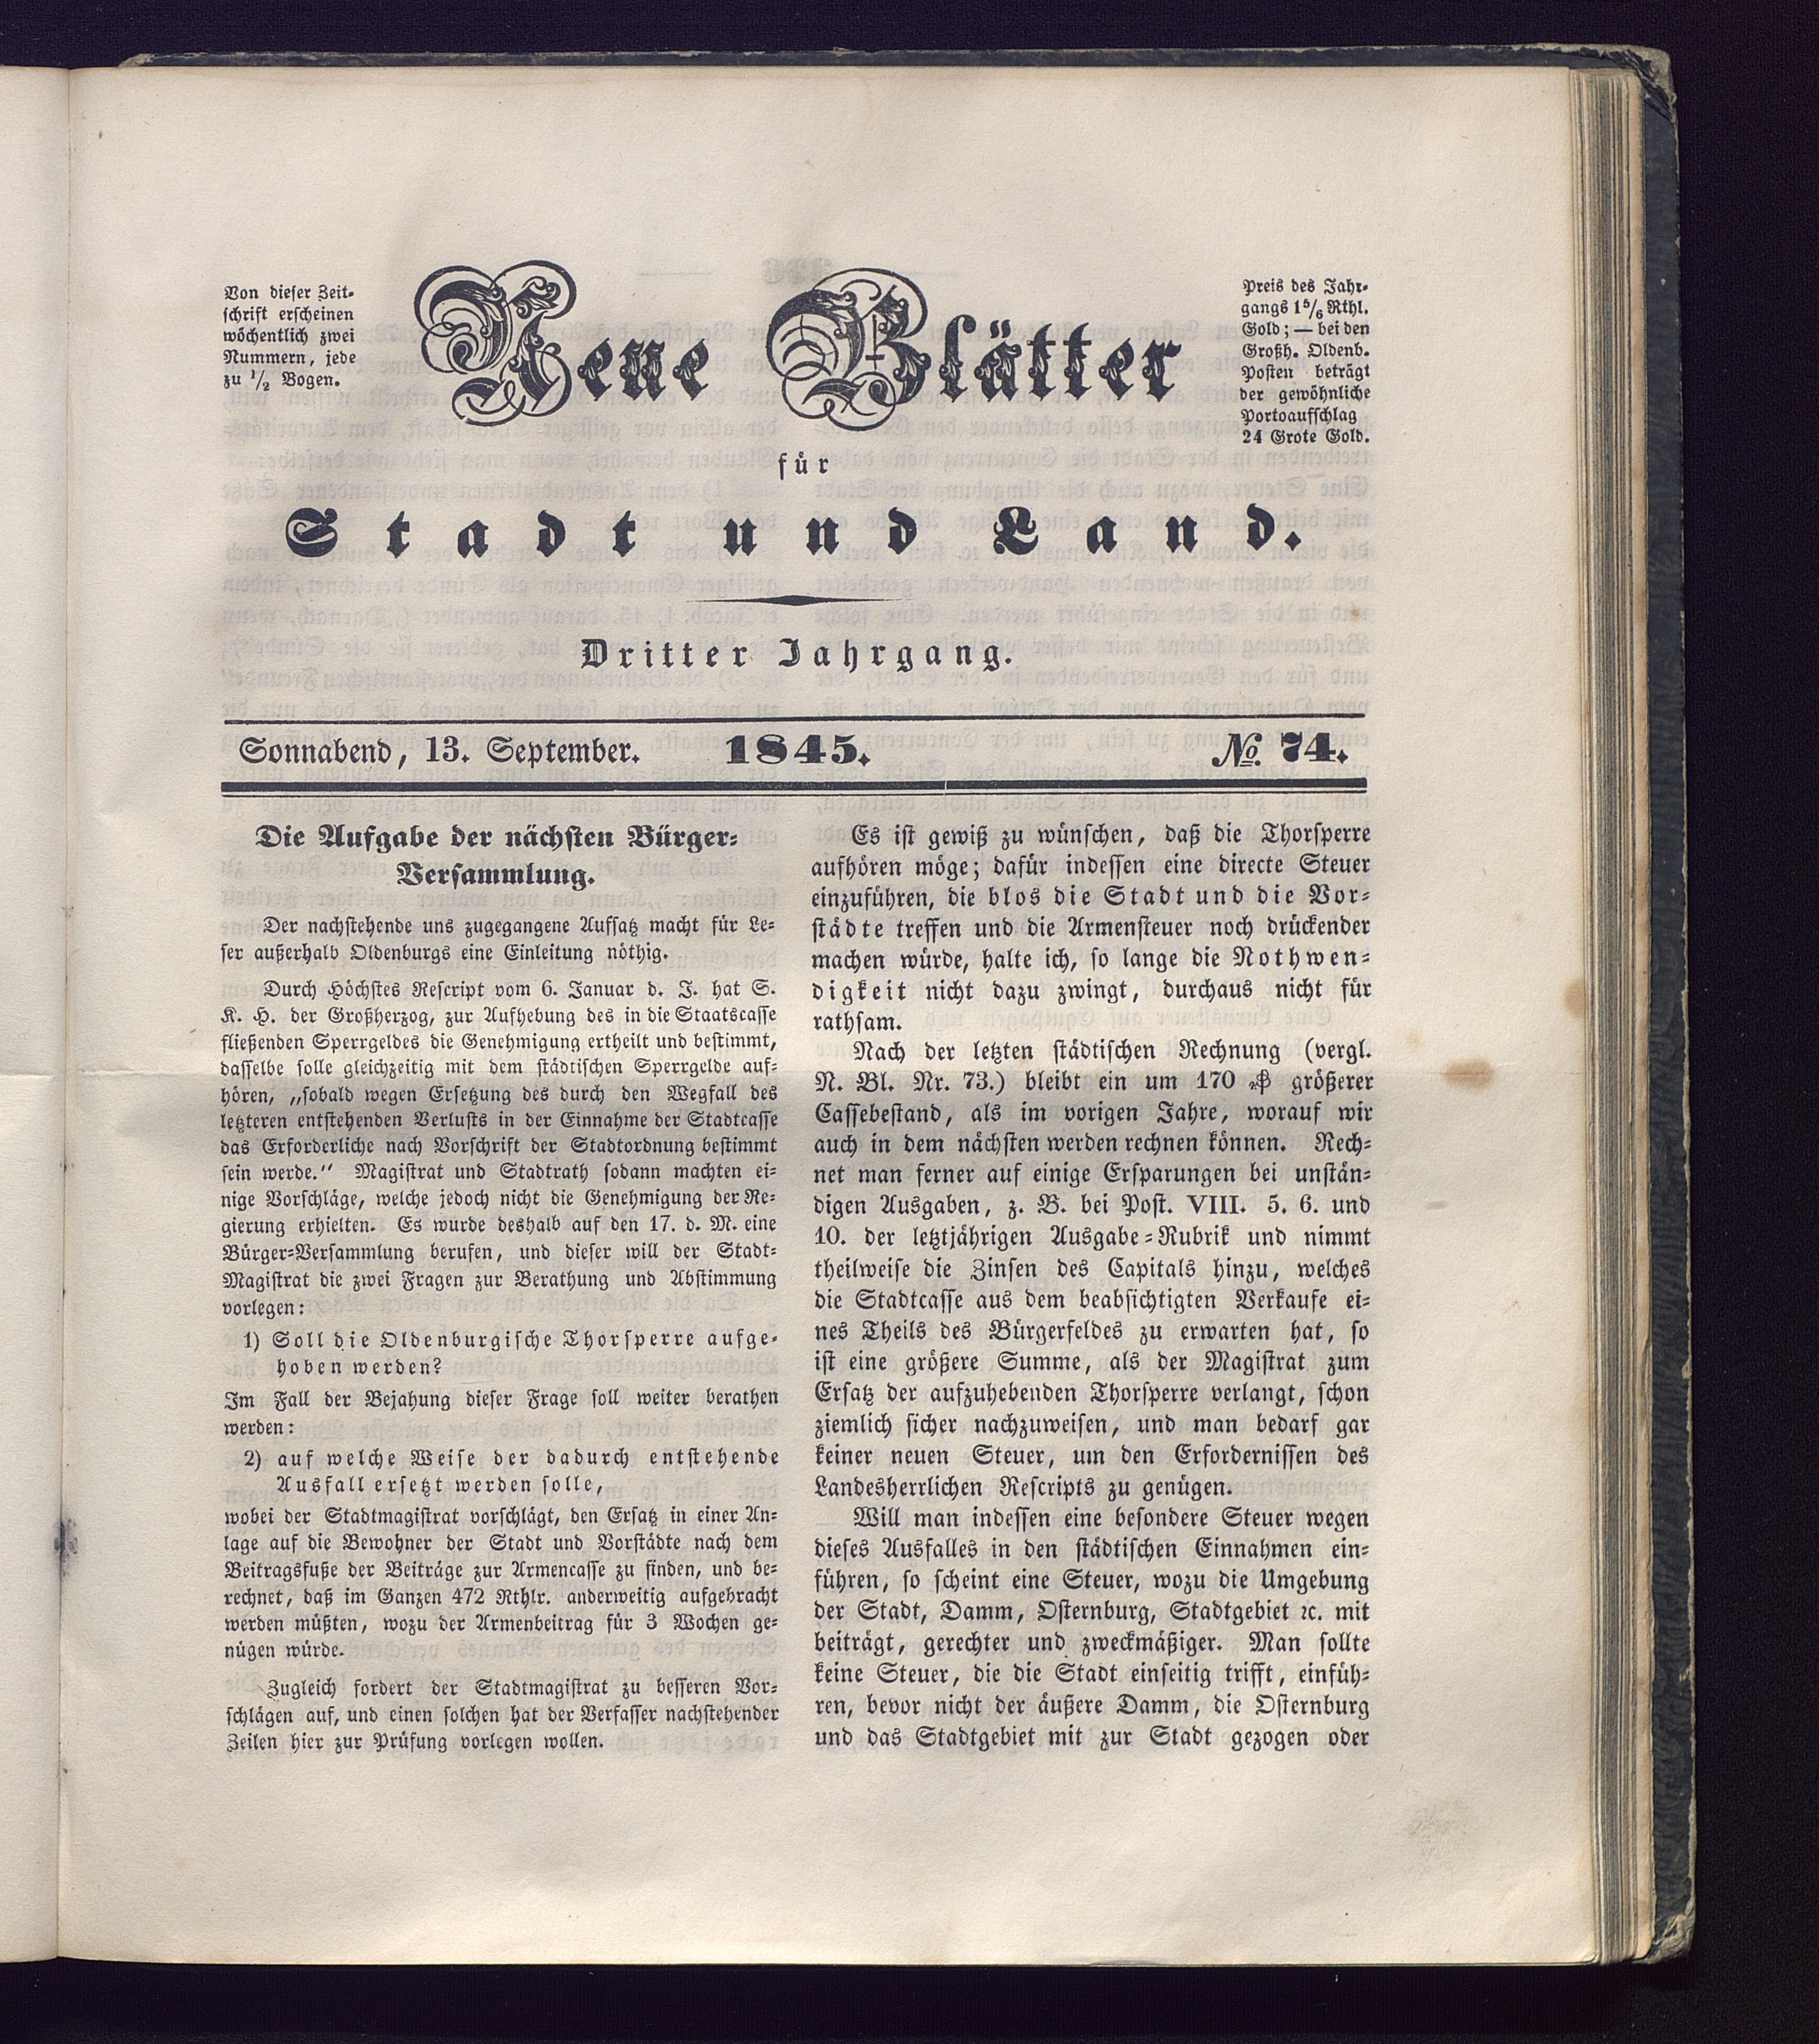 Von dieser Zeit-
schrift erscheinen
wöchentlich zwei
Nummern, jede
zu 1/2 Bogen.
Neue Blätter
Preis des Jahr-
gangs 1 5/6 Rthl.
Gold; — bei den
Großh. Oldenb.
Posten beträgt
der gewöhnliche
Portoaufschlag
24 Grote Gold.
für
Stadt und Land.
Dritter Jahrgang.
Sonnabend, 13. September. 1845. No. 74.
Die Aufgabe der nächsten Bürger-
Versammlung.
Der nachstehende uns zugegangene Aufsatz macht für Le-
ser außerhalb Oldenburgs eine Einleitung nöthig.
Durch Höchstes Rescript vom 6. Januar d. J. hat S.
K. H. der Großherzog, zur Aufhebung des in die Staatscasse
fließenden Sperrgeldes die Genehmigung ertheilt und bestimmt,
dasselbe solle gleichzeitig mit dem städtischen Sperrgelde auf-
hören, „sobald wegen Ersetzung des durch den Wegfall des
letzteren entstehenden Verlusts in der Einnahme der Stadtcasse
das Erforderliche nach Vorschrift der Stadtordnung bestimmt
sein werde.“ Magistrat und Stadtrath sodann machten ei-
nige Vorschläge, welche jedoch nicht die Genehmigung der Re-
gierung erhielten. Es wurde deshalb auf den 17. d. M. eine
Bürger-Versammlung berufen, und dieser will der Stadt-
Magistrat die zwei Fragen zur Berathung und Abstimmung
vorlegen:
1) Soll die Oldenburgische Thorsperre aufge-
hoben werden?
Im Fall der Bejahung dieser Frage soll weiter berathen
werden:
2) auf welche Weise der dadurch entstehende
Ausfall ersetzt werden solle,
wobei der Stadtmagistrat vorschlägt, den Ersatz in einer An-
lage auf die Bewohner der Stadt und Vorstädte nach dem
Beitragsfuße der Beiträge zur Armencasse zu finden, und be-
rechnet, daß im Ganzen 472 Rthlr. anderweitig aufgebracht
werden müßten, wozu der Armenbeitrag für 3 Wochen ge-
nügen würde.
Zugleich fordert der Stadtmagistrat zu besseren Vor-
schlägen auf, und einen solchen hat der Verfasser nachstehender
Zeilen hier zur Prüfung vorlegen wollen.
Es ist gewiß zu wünschen, daß die Thorsperre
aufhören möge; dafür indessen eine directe Steuer
einzuführen, die blos die Stadt und die Vor-
städte treffen und die Armensteuer noch drückender
machen würde, halte ich, so lange die Nothwen-
digkeit nicht dazu zwingt, durchaus nicht für
rathsam.
Nach der letzten städtischen Rechnung (vergl.
N. Bl. Nr. 73.) bleibt ein um 170 ₰ größerer
Cassebestand, als im vorigen Jahre, worauf wir
auch in dem nächsten werden rechnen können. Rech-
net man ferner auf einige Ersparungen bei unstän-
digen Ausgaben, z. B. bei Post. VIII. 5. 6. und
10. der letztjährigen Ausgabe-Rubrik und nimmt
theilweise die Zinsen des Capitals hinzu, welches
die Stadtcasse aus dem beabsichtigten Verkaufe ei-
nes Theils des Bürgerfeldes zu erwarten hat, so
ist eine größere Summe, als der Magistrat zum
Ersatz der aufzuhebenden Thorsperre verlangt, schon
ziemlich sicher nachzuweisen, und man bedarf gar
keiner neuen Steuer, um den Erfordernissen des
Landesherrlichen Rescripts zu genügen.
Will man indessen eine besondere Steuer wegen
dieses Ausfalles in den städtischen Einnahmen ein-
führen, so scheint eine Steuer, wozu die Umgebung
der Stadt, Damm, Osternburg, Stadtgebiet ꝛc. mit
beiträgt, gerechter und zweckmäßiger. Man sollte
keine Steuer, die die Stadt einseitig trifft, einfüh-
ren, bevor nicht der äußere Damm, die Osternburg
und das Stadtgebiet mit zur Stadt gezogen oder